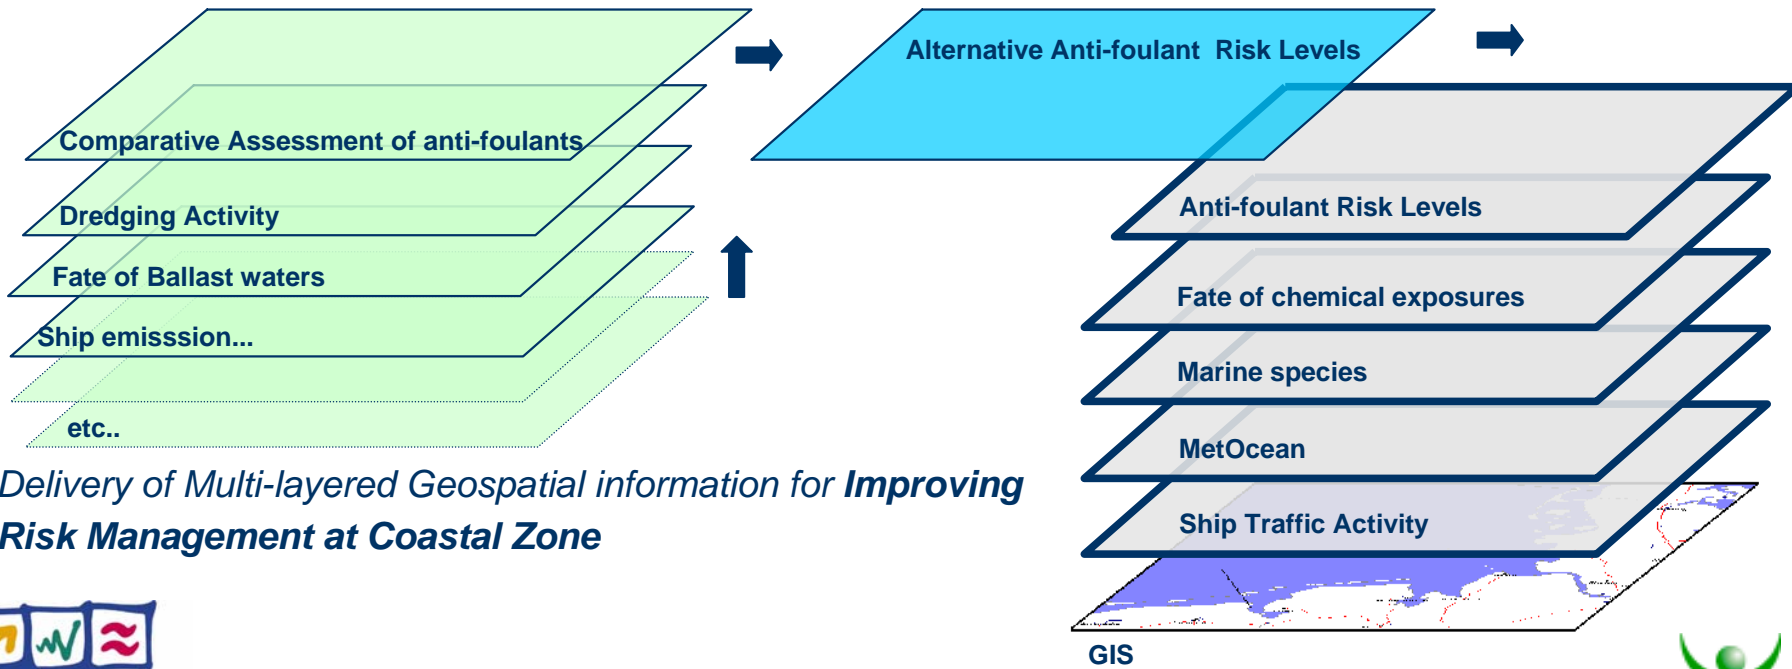 Comparative Assessment of anti-foulants
Dredging Activity
Fate of Ballast waters
Ship emisssion...
etc..
Alternative Anti-foulant Risk Levels
Anti-foulant Risk Levels
Fate of chemical exposures
Marine species
MetOcean
Ship Traffic Activity
GIS
Delivery of Multi-layered Geospatial information for Improving
Risk Management at Coastal Zone